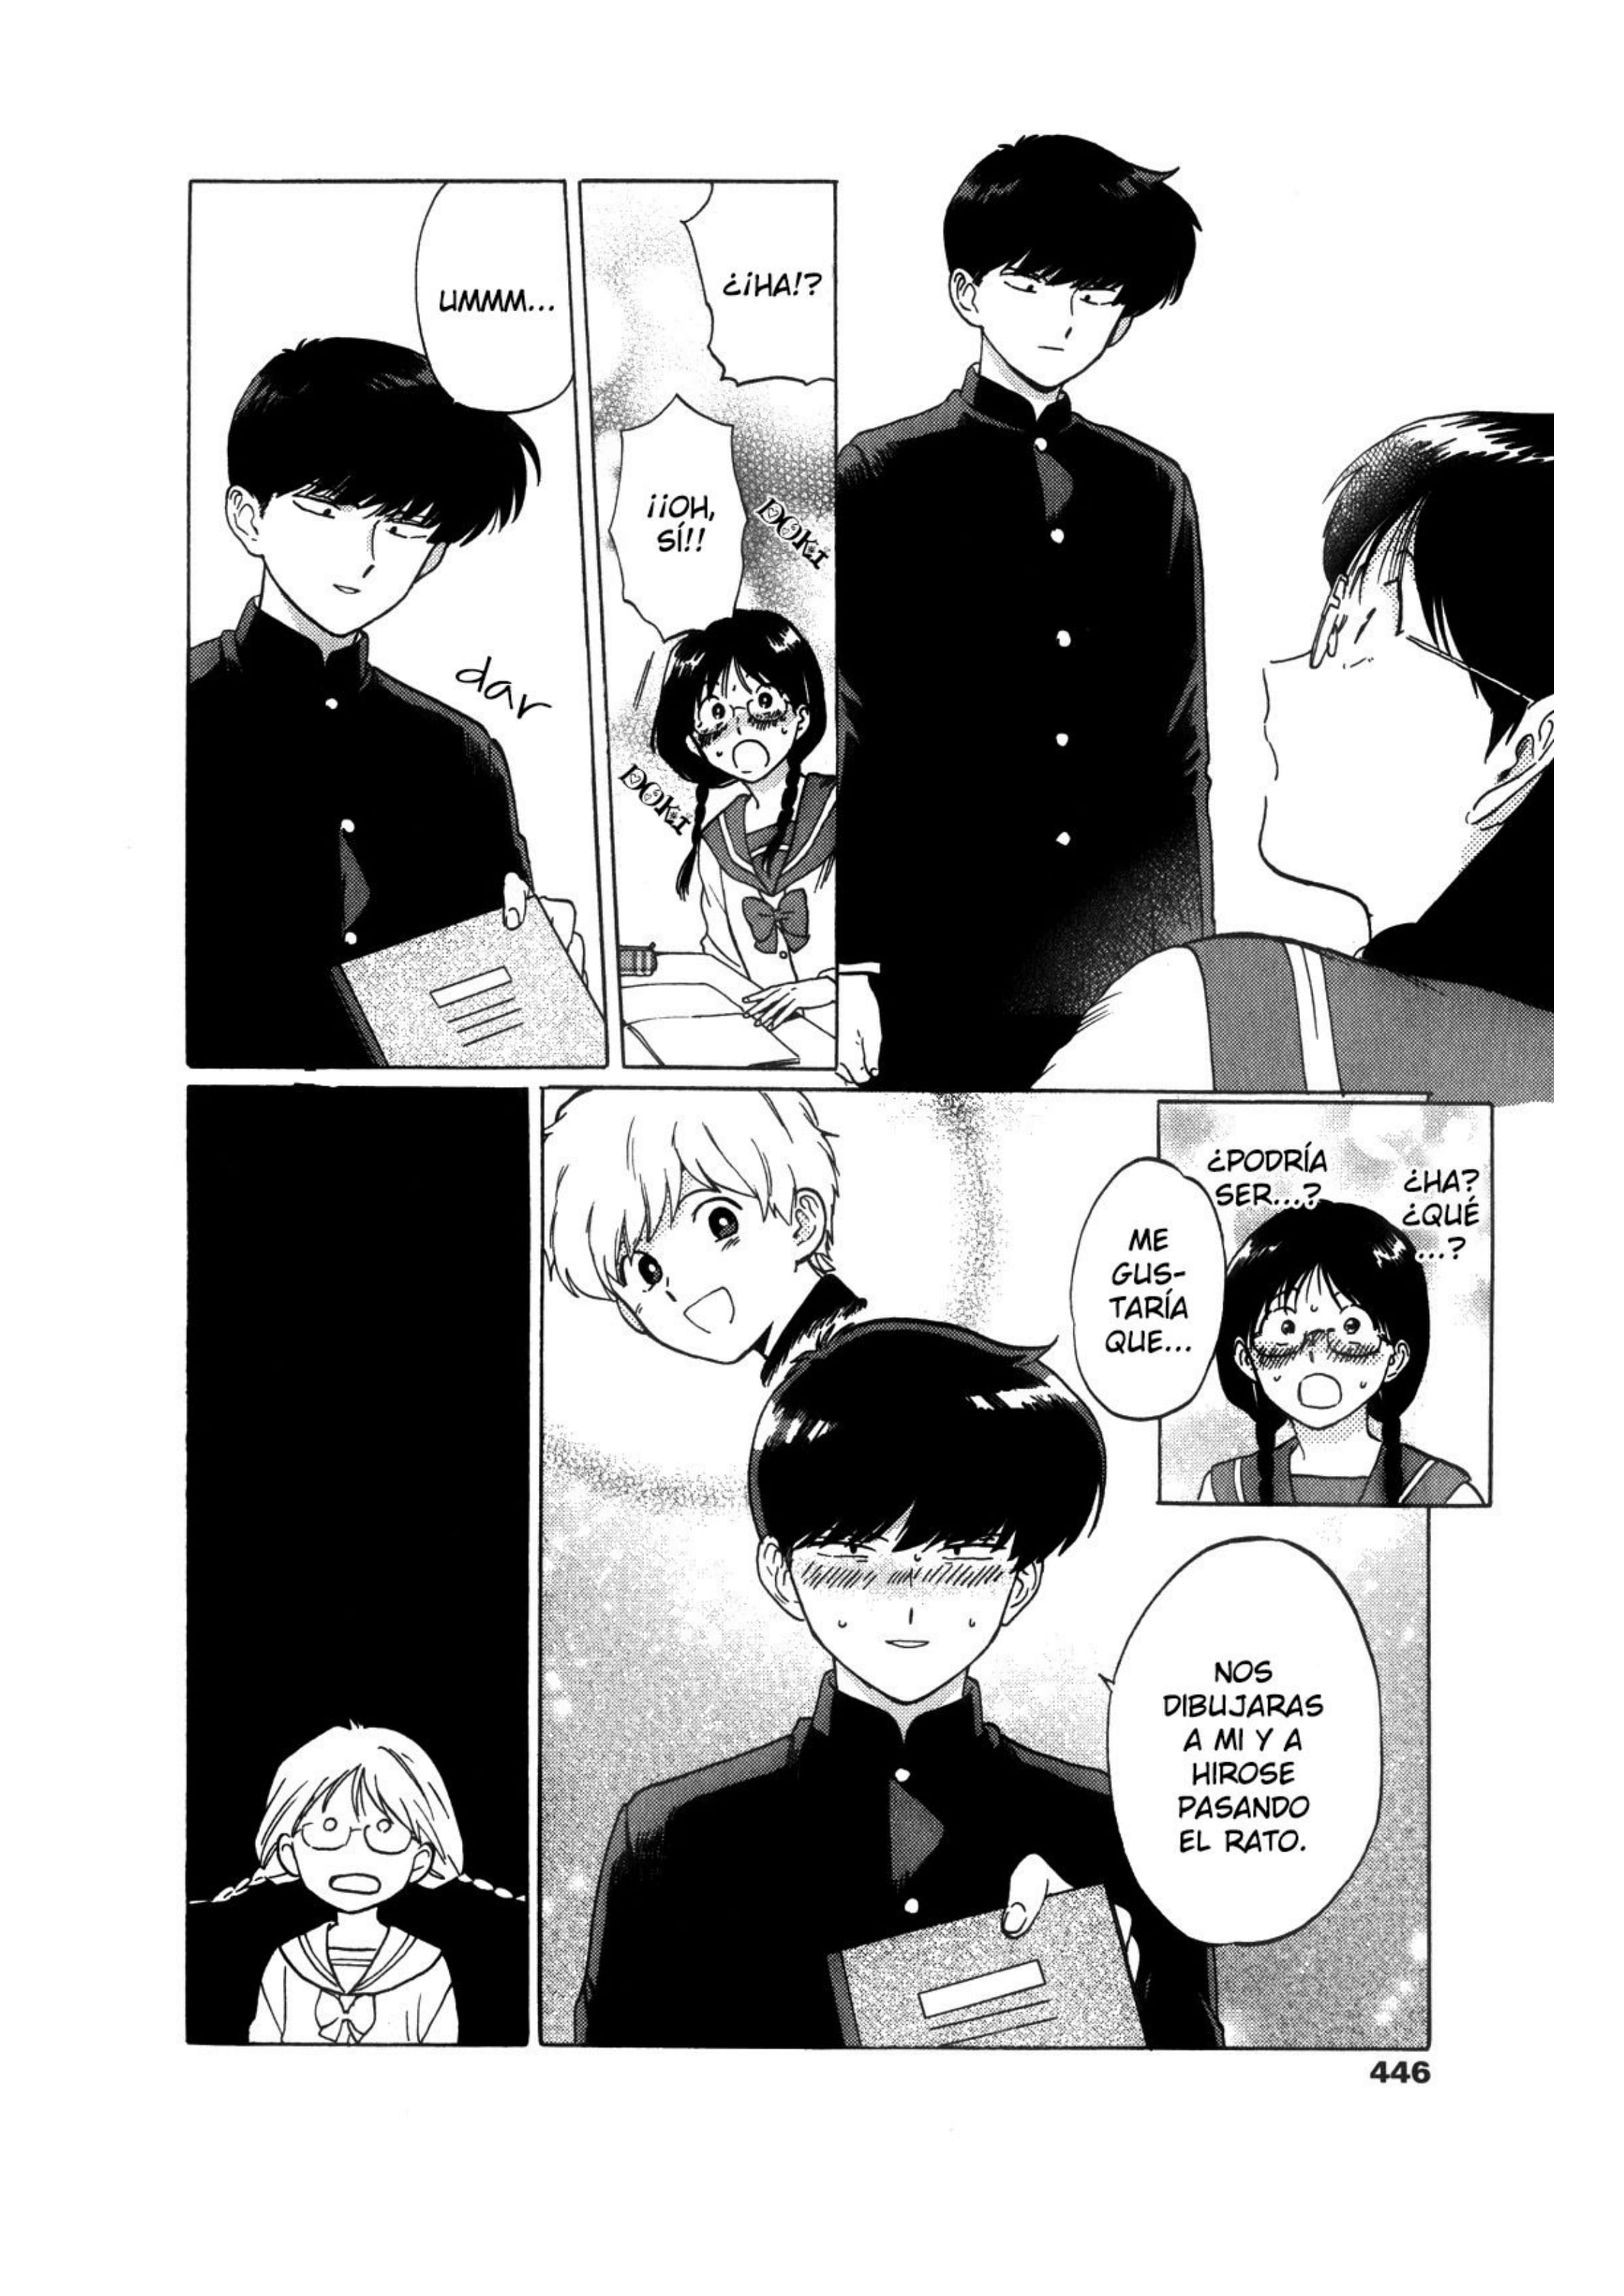 ¿¡HA!?
¡¡OH,
SÍ!!
DOKI
DOKI
UMMM...
dar
¿HA?
¿QUÉ
...?
¿PODRÍA
SER...?
ME
GUS-
TARÍA
QUE...
NOS
DIBUJARAS
A MI Y A
HIROSE
PASANDO
EL RATO.
446